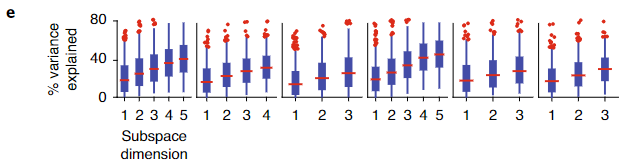 e
% variance
explained
80
40
0
1 2 3 4 5 1 2 3 4 1 2 3 1 2 3 4 5 1 2 3 1 2 3
Subspace
dimension